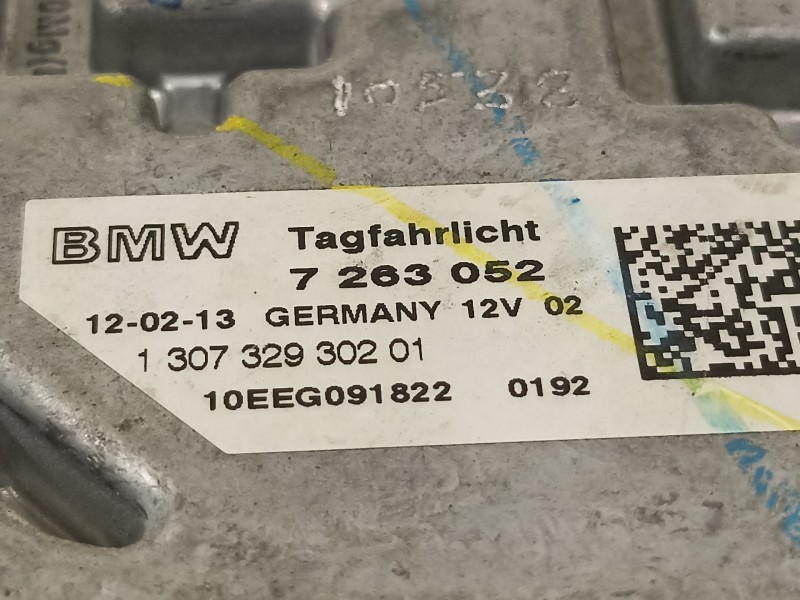 BMW Tagfahrlicht
7 263 052
12-02-13 GERMANY 12V 02
1 307 329 302 01
10EEG091822 0192